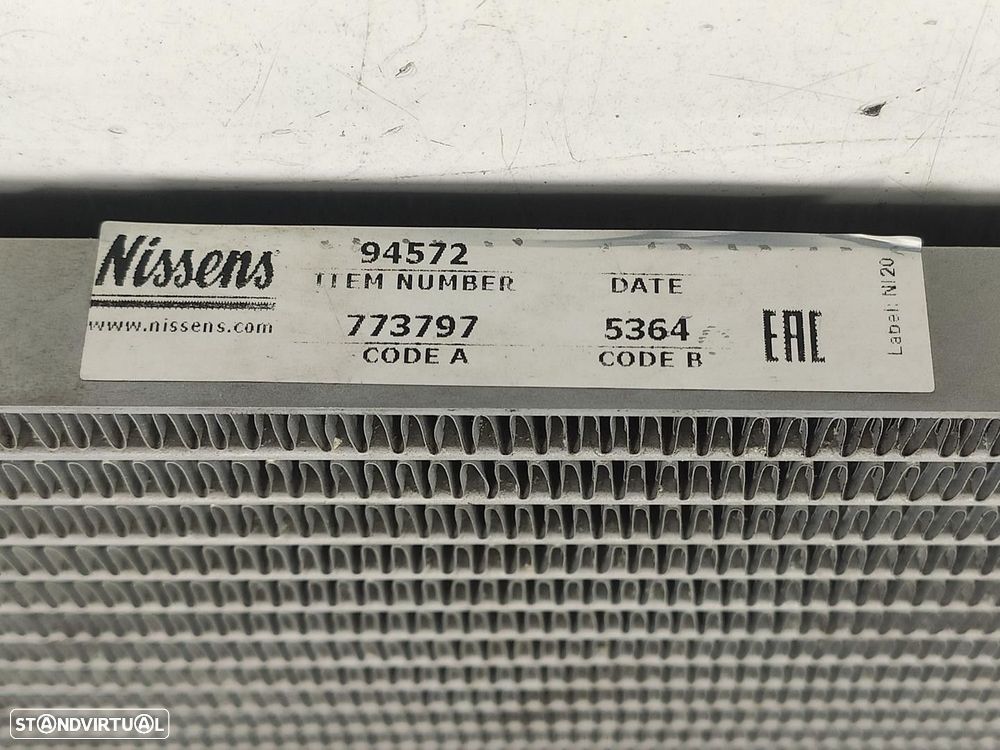 Nissens
www.nissens.com
94572
ITEM NUMBER
DATE
773797
CODE A
5364
CODE B
EAC
Label: NI20
STANDVIRTUAL